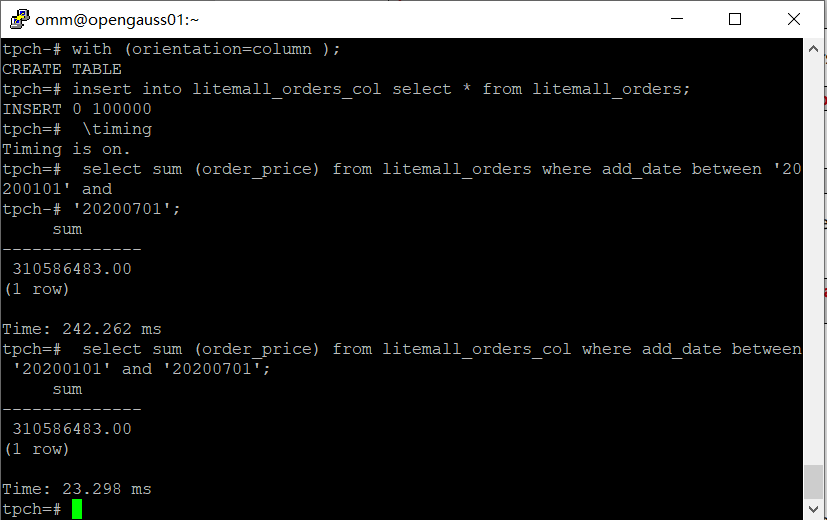 omm@opengauss01:~
tpch-# with (orientation=column );
CREATE TABLE
tpch=# insert into litemall_orders_col select * from litemall_orders;
INSERT 0 100000
tpch=#  \timing
Timing is on.
tpch=#  select sum (order_price) from litemall_orders where add_date between '20
200101' and
tpch-# '20200701';
     sum
--------------
 310586483.00
(1 row)

Time: 242.262 ms
tpch=#  select sum (order_price) from litemall_orders_col where add_date between
 '20200101' and '20200701';
     sum
--------------
 310586483.00
(1 row)

Time: 23.298 ms
tpch=#